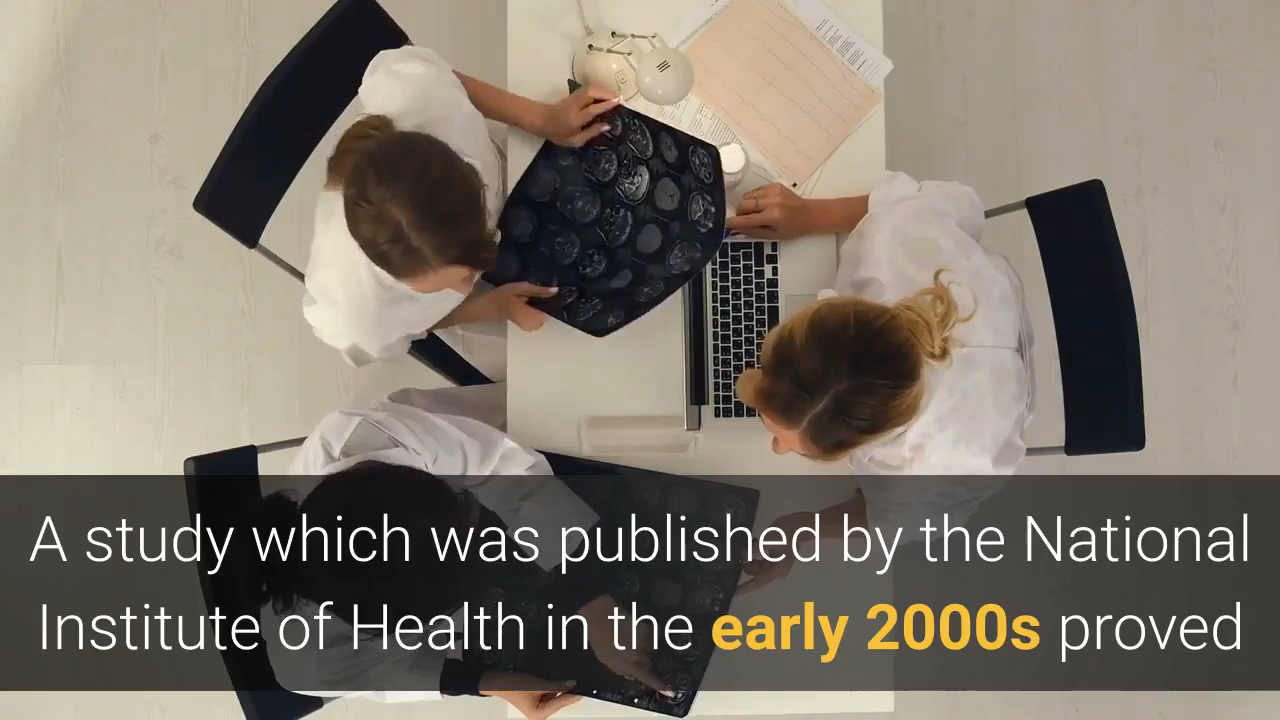 A study which was published by the National
Institute of Health in the early 2000s proved